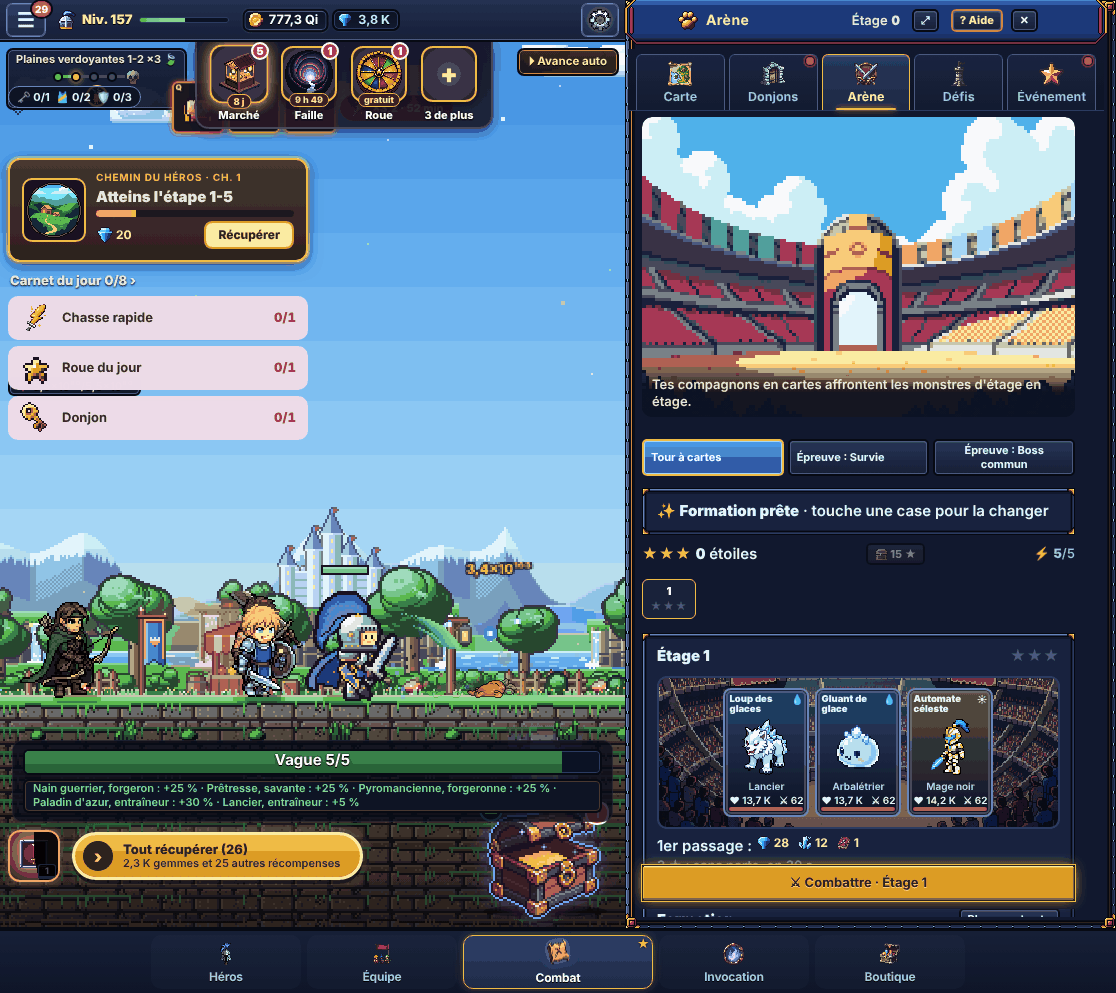 29
Niv. 157
777,3 Qi
3,8 K
Plaines verdoyantes 1-2 ×3
0/1 0/2 0/3
5
8 j
Marché
1
9 h 49
Faille
1
gratuit
Roue
+
3 de plus
Avance auto
CHEMIN DU HÉROS · CH. 1
Atteins l'étape 1-5
20
Récupérer
Carnet du jour 0/8 ›
Chasse rapide 0/1
Roue du jour 0/1
Donjon 0/1
Vague 5/5
Nain guerrier, forgeron : +25 % · Prêtresse, savante : +25 % · Pyromancienne, forgeronne : +25 % ·
Paladin d'azur, entraîneur : +30 % · Lancier, entraîneur : +5 %
1
Tout récupérer (26)
2,3 K gemmes et 25 autres récompenses
Arène
Étage 0
? Aide
×
Carte
Donjons
Arène
Défis
Événement
Tes compagnons en cartes affrontent les monstres d'étage en
étage.
Tour à cartes
Épreuve : Survie
Épreuve : Boss
commun
Formation prête · touche une case pour la changer
0 étoiles
15 ★
5/5
1
Étage 1
Loup des
glaces
Lancier
13,7 K 62
Gluant de
glace
Arbalétrier
13,7 K 62
Automate
céleste
Mage noir
14,2 K 62
1er passage : 28 12 1
Combattre · Étage 1
Héros
Équipe
Combat
Invocation
Boutique